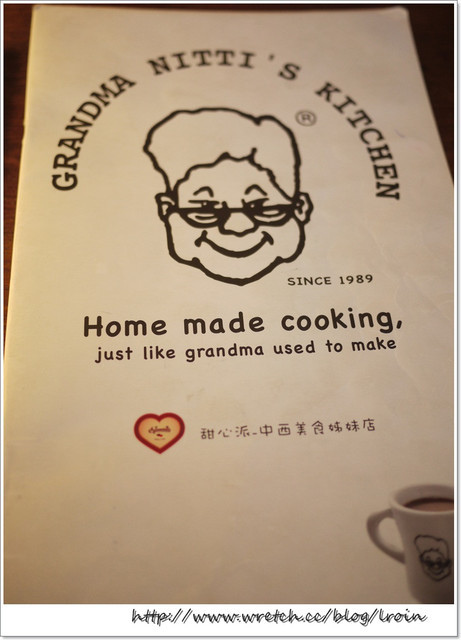 GRANDMA NITTI'S KITCHEN
®
SINCE 1989
Home made cooking,
just like grandma used to make
甜心派-中西美食姊妹店
http://www.wretch.cc/blog/lroin